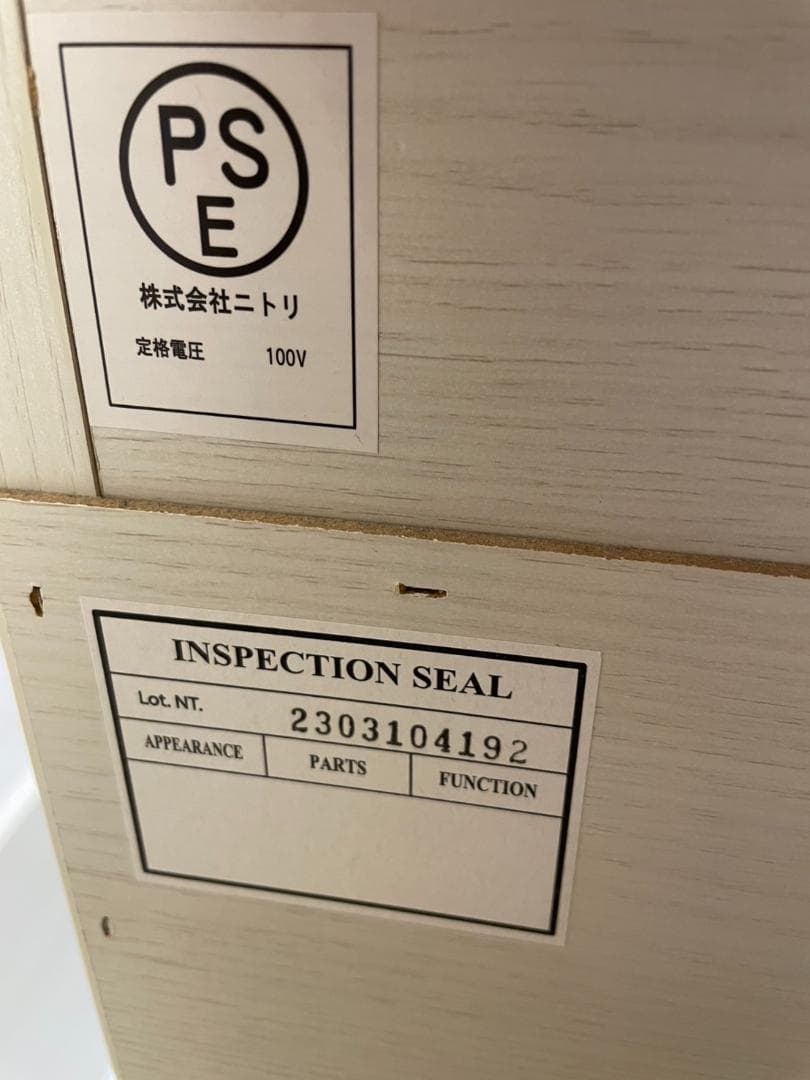 PS
E
株式会社ニトリ
定格電圧 100V
INSPECTION SEAL
Lot. NT. 2303104192
APPEARANCE PARTS FUNCTION